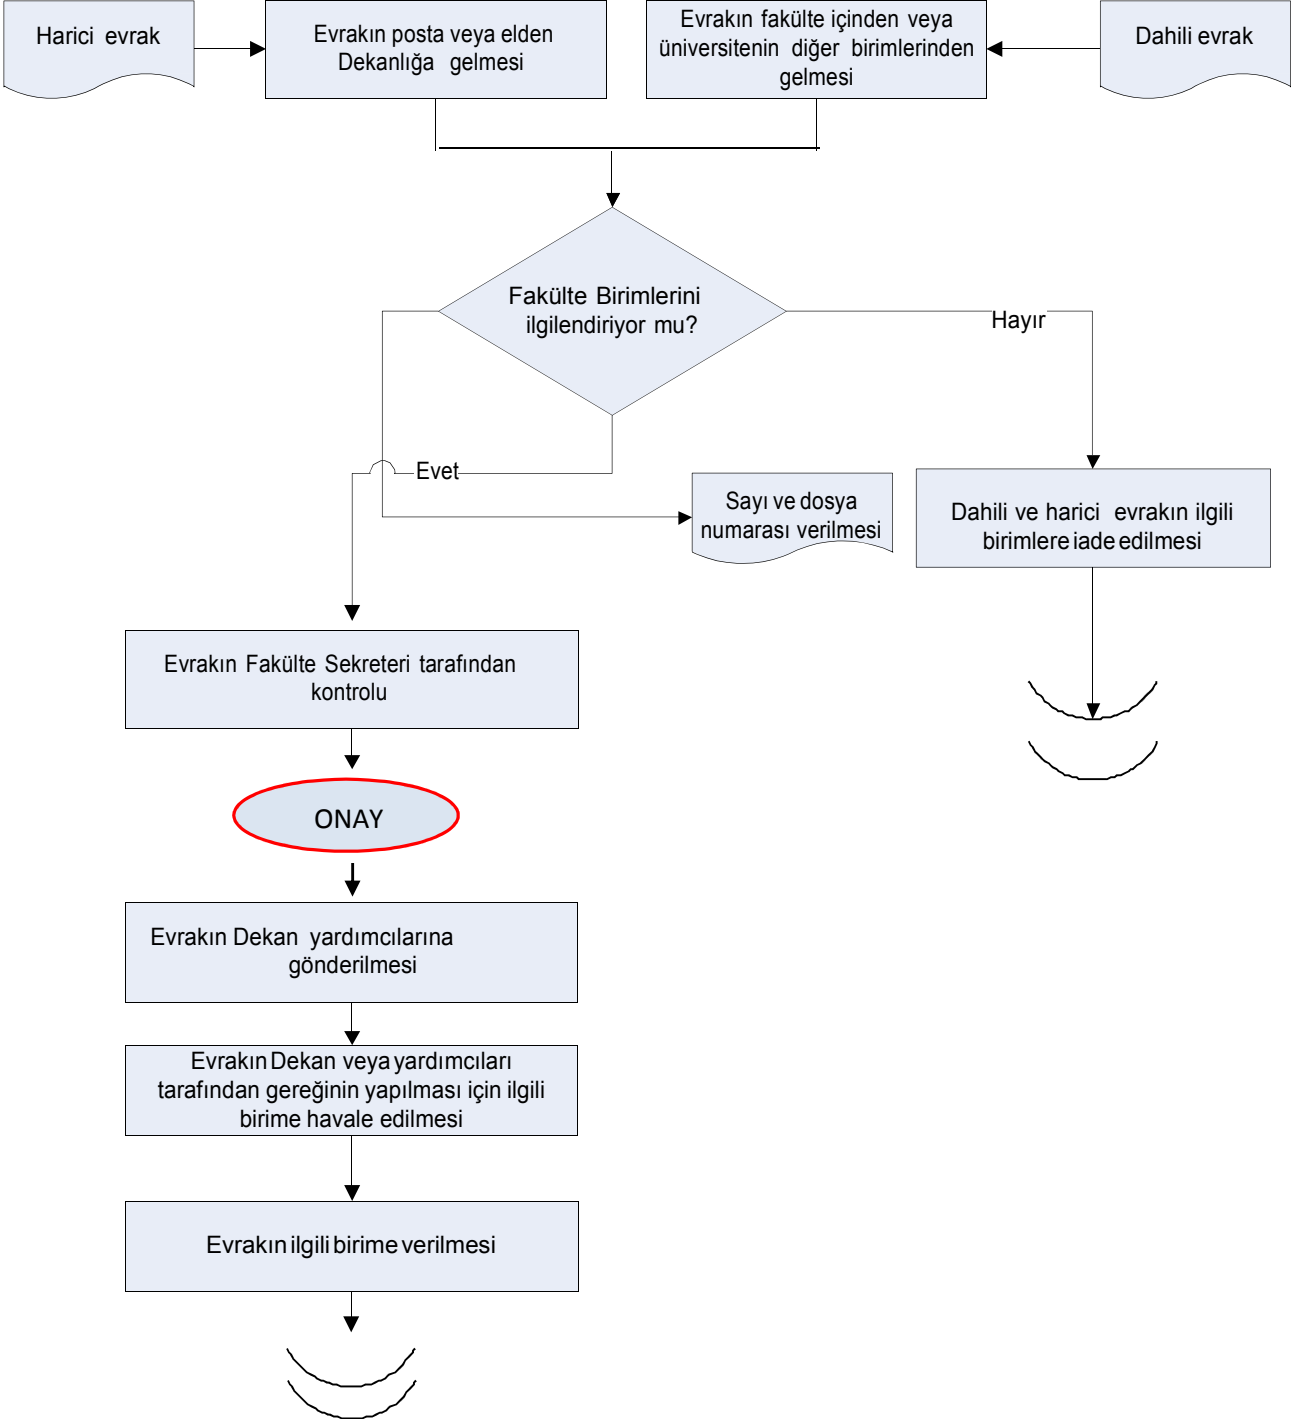 Harici evrak
Evrakın posta veya elden
Dekanlığa gelmesi
Evrakın fakülte içinden veya
üniversitenin diğer birimlerinden
gelmesi
Dahili evrak
Fakülte Birimlerini
ilgilendiriyor mu?
Hayır
Evet
Sayı ve dosya
numarası verilmesi
Dahili ve harici evrakın ilgili
birimlere iade edilmesi
Evrakın Fakülte Sekreteri tarafından
kontrolu
ONAY
Evrakın Dekan yardımcılarına
gönderilmesi
Evrakın Dekan veya yardımcıları
tarafından gereğinin yapılması için ilgili
birime havale edilmesi
Evrakın ilgili birime verilmesi